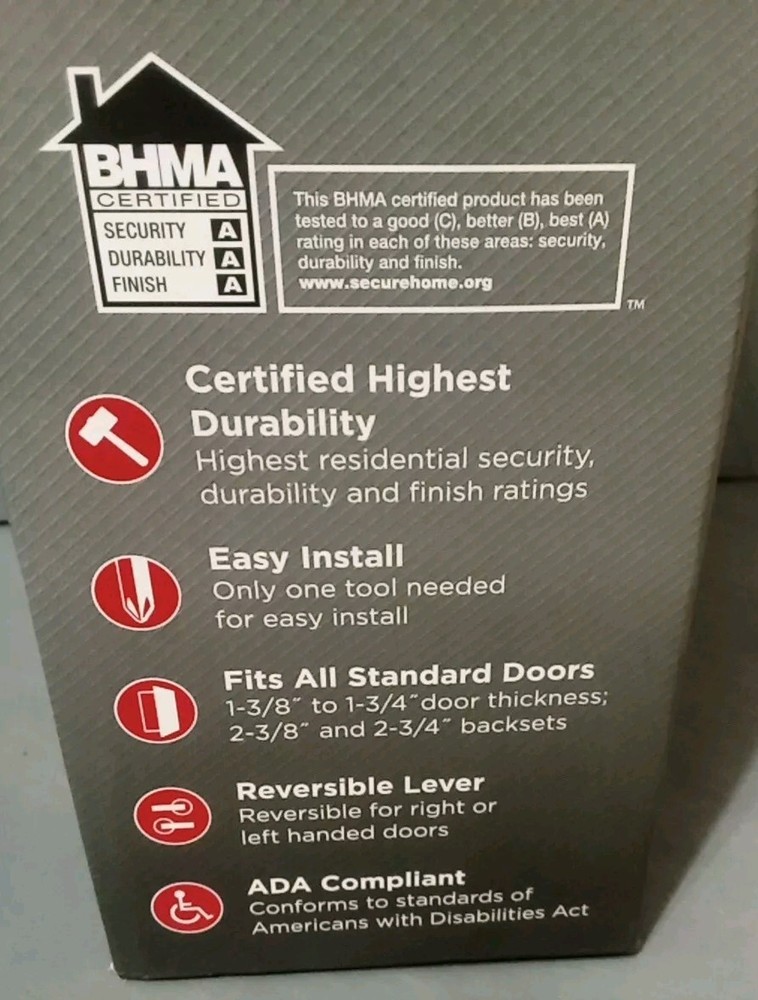 BHMA
CERTIFIED
SECURITY A
DURABILITY A
FINISH A
This BHMA certified product has been
tested to a good (C), better (B), best (A)
rating in each of these areas: security,
durability and finish.
www.securehome.org
TM
Certified Highest
Durability
Highest residential security,
durability and finish ratings
Easy Install
Only one tool needed
for easy install
Fits All Standard Doors
1-3/8″ to 1-3/4″ door thickness;
2-3/8″ and 2-3/4″ backsets
Reversible Lever
Reversible for right or
left handed doors
ADA Compliant
Conforms to standards of
Americans with Disabilities Act